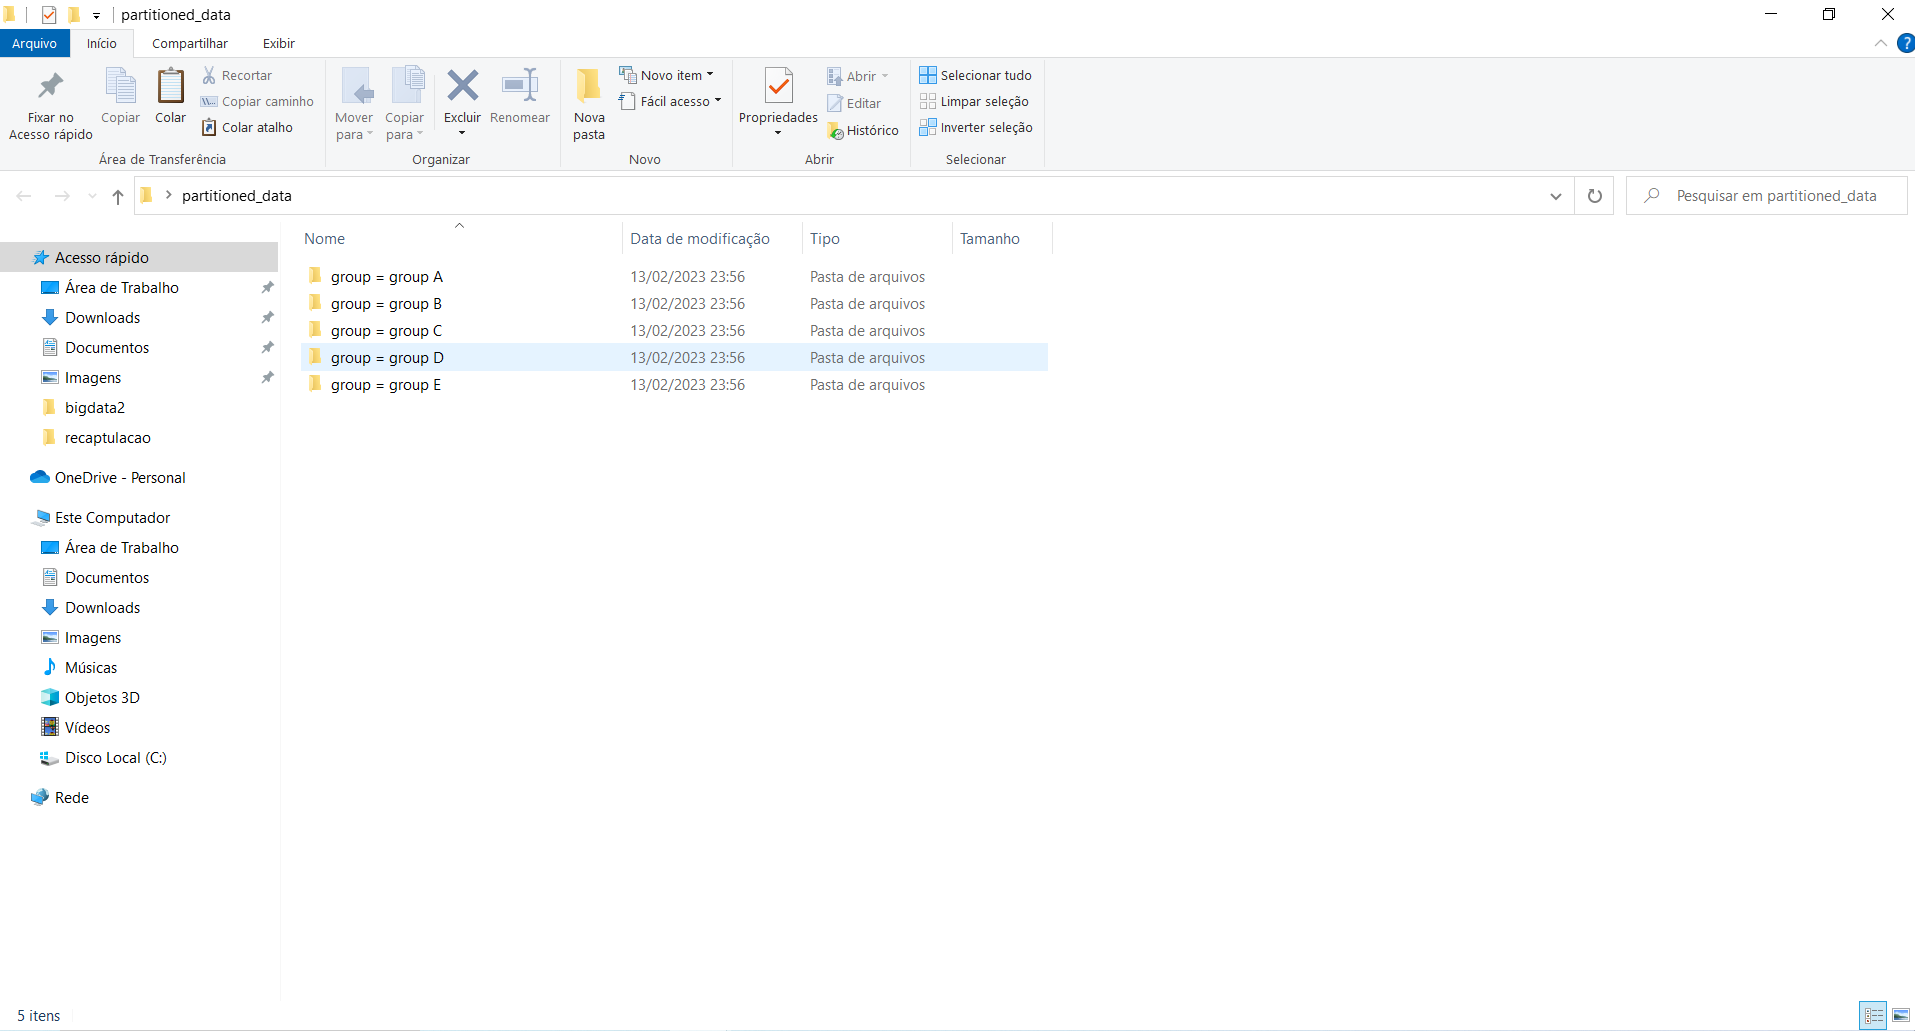 partitioned_data
Arquivo
Início
Compartilhar
Exibir
?
Fixar no
Acesso rápido
Copiar
Colar
Recortar
Copiar caminho
Colar atalho
Área de Transferência
Mover
para
Copiar
para
Excluir
Renomear
Organizar
Nova
pasta
Novo item
Fácil acesso
Novo
Propriedades
Abrir
Editar
Histórico
Abrir
Selecionar tudo
Limpar seleção
Inverter seleção
Selecionar
partitioned_data
Pesquisar em partitioned_data
Acesso rápido
Área de Trabalho
Downloads
Documentos
Imagens
bigdata2
recaptulacao
OneDrive - Personal
Este Computador
Área de Trabalho
Documentos
Downloads
Imagens
Músicas
Objetos 3D
Vídeos
Disco Local (C:)
Rede
Nome Data de modificação Tipo Tamanho
group = group A 13/02/2023 23:56 Pasta de arquivos
group = group B 13/02/2023 23:56 Pasta de arquivos
group = group C 13/02/2023 23:56 Pasta de arquivos
group = group D 13/02/2023 23:56 Pasta de arquivos
group = group E 13/02/2023 23:56 Pasta de arquivos
5 itens